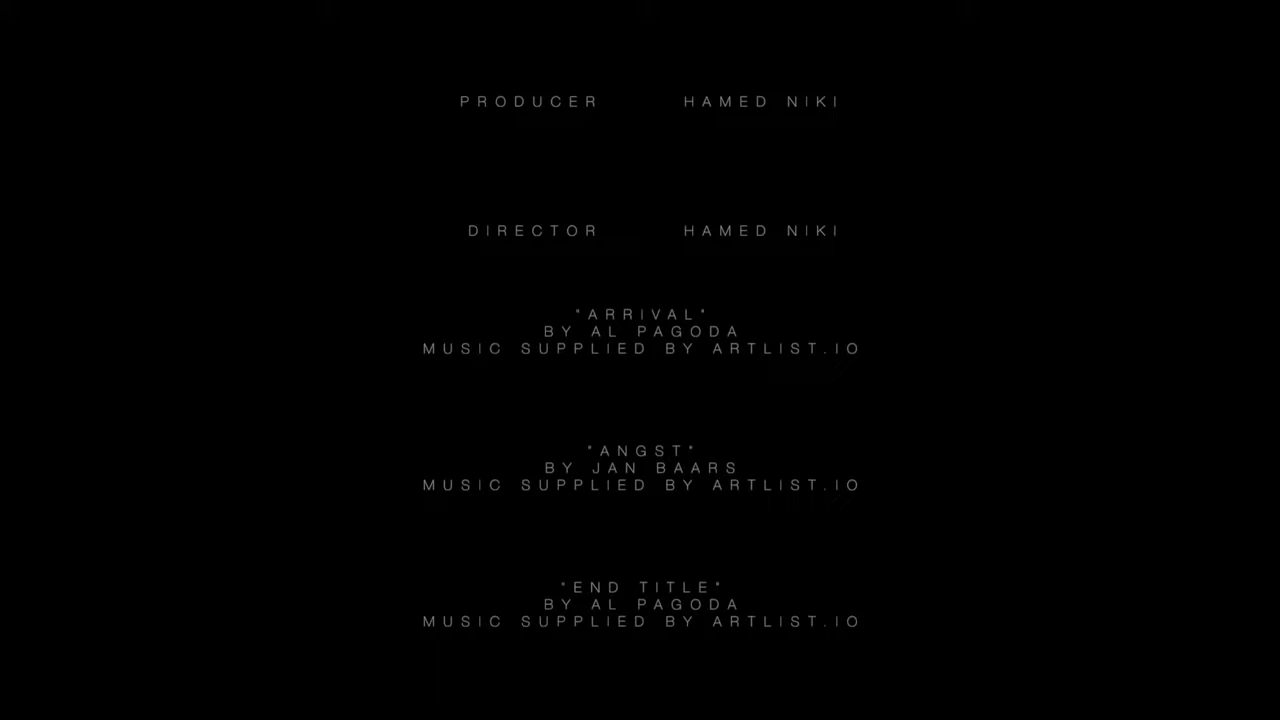 PRODUCER HAMED NIKI
DIRECTOR HAMED NIKI
"ARRIVAL"
BY AL PAGODA
MUSIC SUPPLIED BY ARTLIST.IO
"ANGST"
BY JAN BAARS
MUSIC SUPPLIED BY ARTLIST.IO
"END TITLE"
BY AL PAGODA
MUSIC SUPPLIED BY ARTLIST.IO